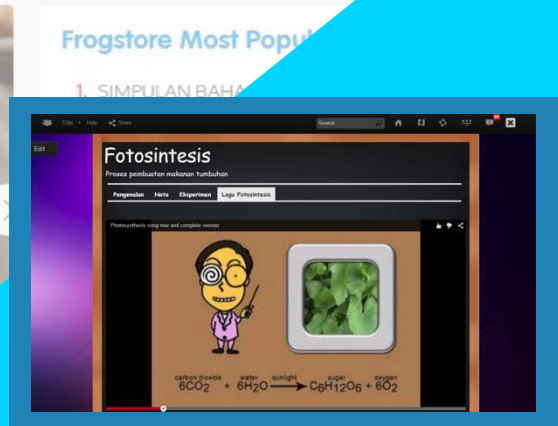 Frogstore Most Popul
1. SIMPULAN BAHA
Tabs Help Share
Search
Edit
Fotosintesis
Proses pembuatan makanan tumbuhan
Pengenalan Nota Eksperimen Lagu Fotosintesis
Photosynthesis song new and complete version
carbon dioxide water sunlight sugar oxygen
6CO2 + 6H2O → C6H12O6 + 6O2